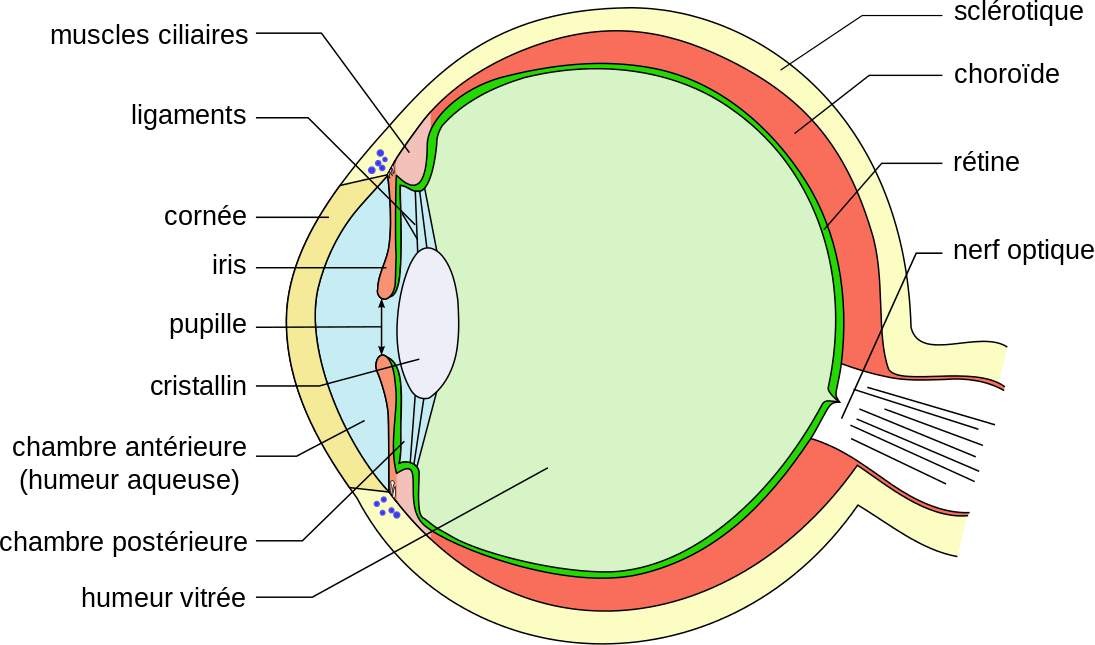 muscles ciliaires
ligaments
cornée
iris
pupille
cristallin
chambre antérieure
(humeur aqueuse)
chambre postérieure
humeur vitrée
sclérotique
choroïde
rétine
nerf optique